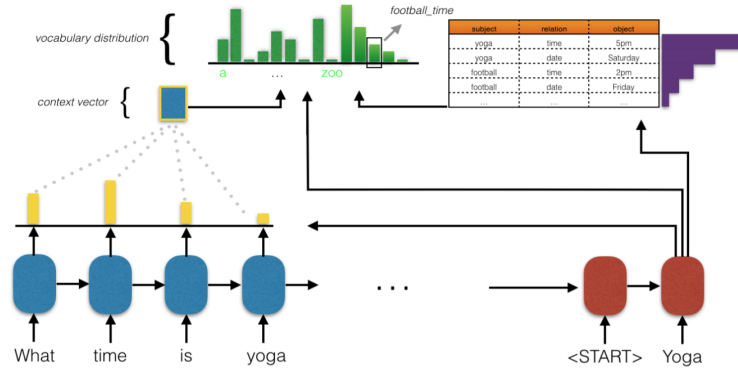 football_time
vocabulary distribution
a ... zoo
context vector
subject relation object
yoga time 5pm
yoga date Saturday
football time 2pm
football date Friday
... ... ...
...
What time is yoga <START> Yoga